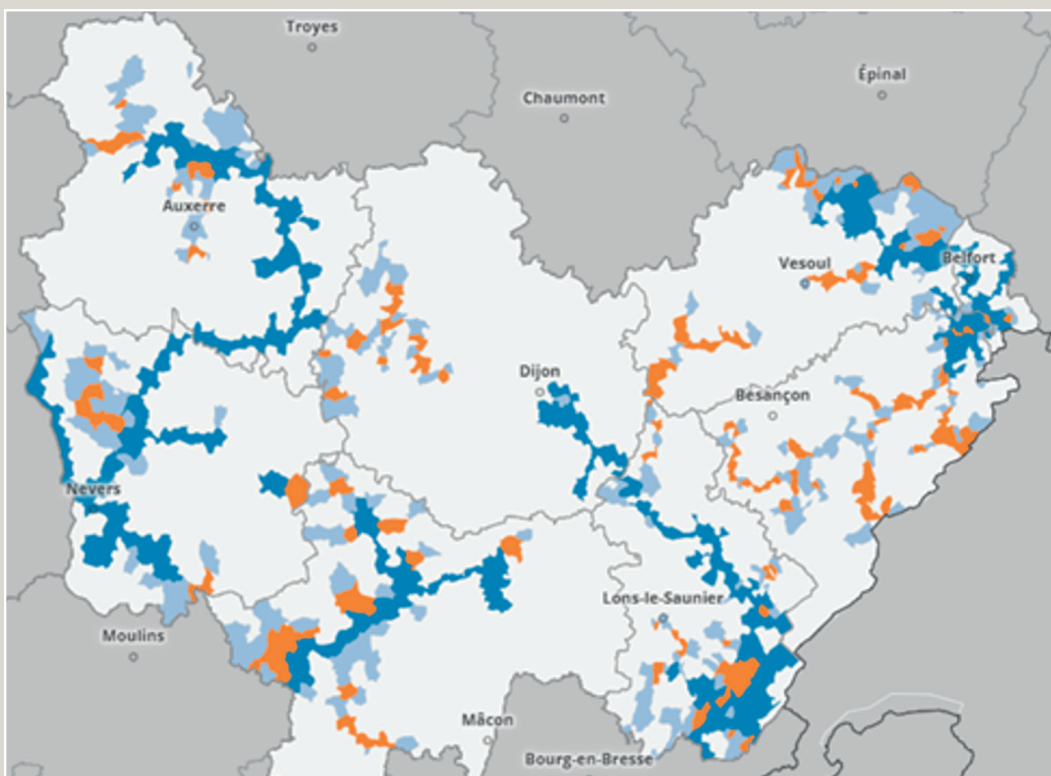 Troyes
Épinal
Chaumont
Auxerre
Belfort
Vesoul
Dijon
Besançon
Nevers
Lons-le-Saunier
Moulins
Mâcon
Bourg-en-Bresse